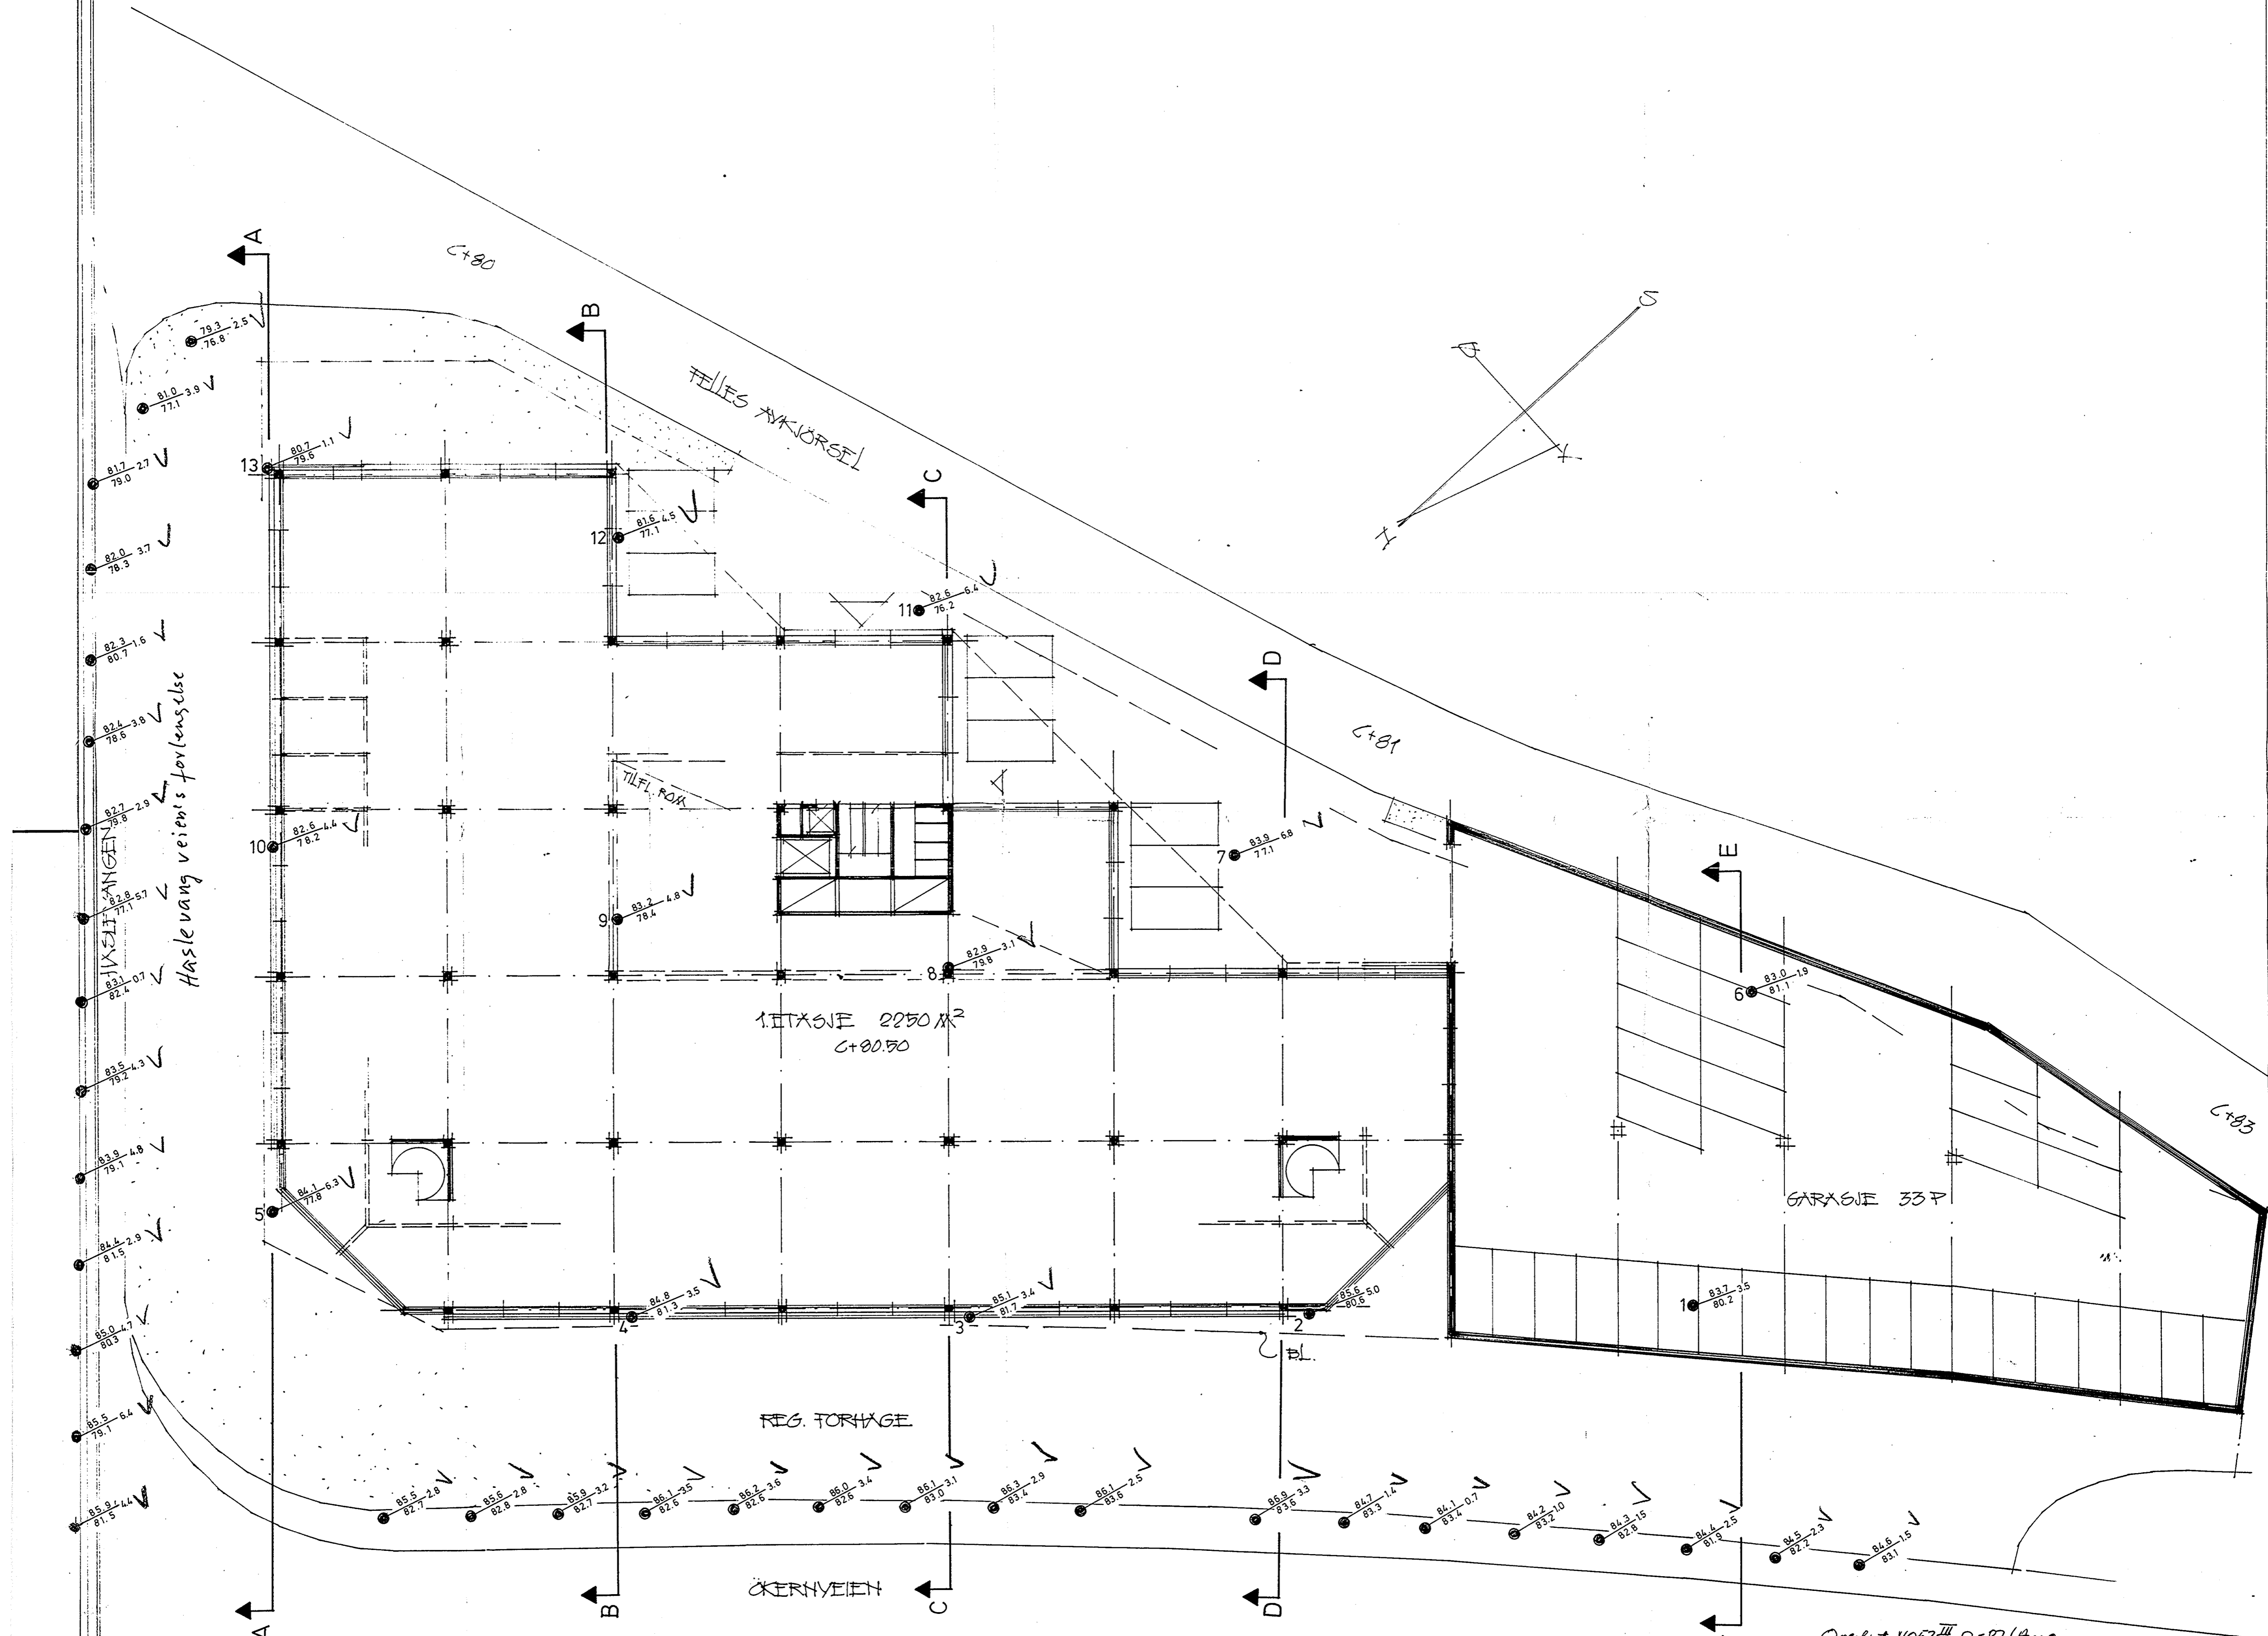 A
C+80
B
79.3 2.5
76.8
FELLES AVKJÖRSEL
S
81.0 3.9
77.1
13 80.7 1.1
79.6
81.7 2.7
79.0
C
12 81.6 4.5
77.1
82.0 3.7
78.3
11 82.6 6.4
76.2
82.3 1.6
80.7
D
82.4 3.8
78.6
C+81
TILFL. ROM
82.7 2.9
79.8
HASLEVANGEN
Haslevangveien's forlengelse
10 82.6 4.4
78.2
7 83.9 6.8
77.1
E
82.8 5.7
77.1
9 83.2 4.8
78.4
8 82.9 3.1
79.8
83.1 0.7
82.4
6 83.0 1.9
81.1
1. ETASJE 2250 M²
C+80.50
83.5 4.3
79.2
C+83
83.9 4.8
79.1
5 84.1 6.3
77.8
GARASJE 33 P
84.4 2.9
81.5
4 84.8 3.5
81.3
3 85.1 3.4
81.7
2 85.6 5.0
80.6
1 83.7 3.5
80.2
85.0 4.7
80.3
B.L.
85.5 6.4
79.1
REG. FORHAGE
85.9 4.4
81.5
85.5 2.8
82.7
85.6 2.8
82.8
85.9 3.2
82.7
86.1 3.5
82.6
86.2 3.6
82.6
86.0 3.4
82.6
86.1 3.1
83.0
86.3 2.9
83.4
86.1 2.5
83.6
86.9 3.3
83.6
84.7 1.4
83.3
84.1 0.7
83.4
84.2 1.0
83.2
84.3 1.5
82.8
84.4 2.5
81.9
84.5 2.3
82.2
84.6 1.5
83.1
ÖKERNVEIEN
A
B
C
D